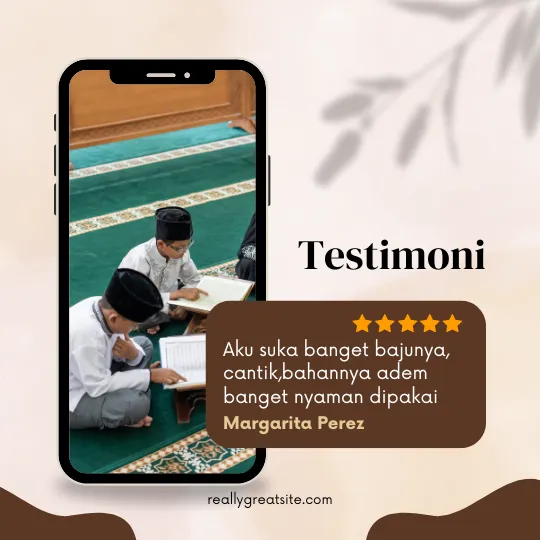 Testimoni
Aku suka banget bajunya,
cantik,bahannya adem
banget nyaman dipakai
Margarita Perez
reallygreatsite.com